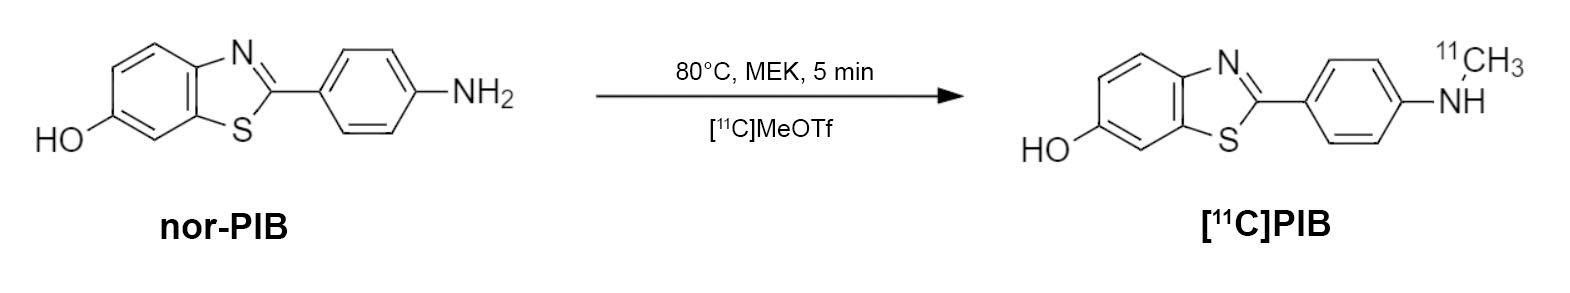 N
NH₂
S
HO
nor-PIB
80°C, MEK, 5 min
[¹¹C]MeOTf
¹¹CH₃
N
NH
S
HO
[¹¹C]PIB